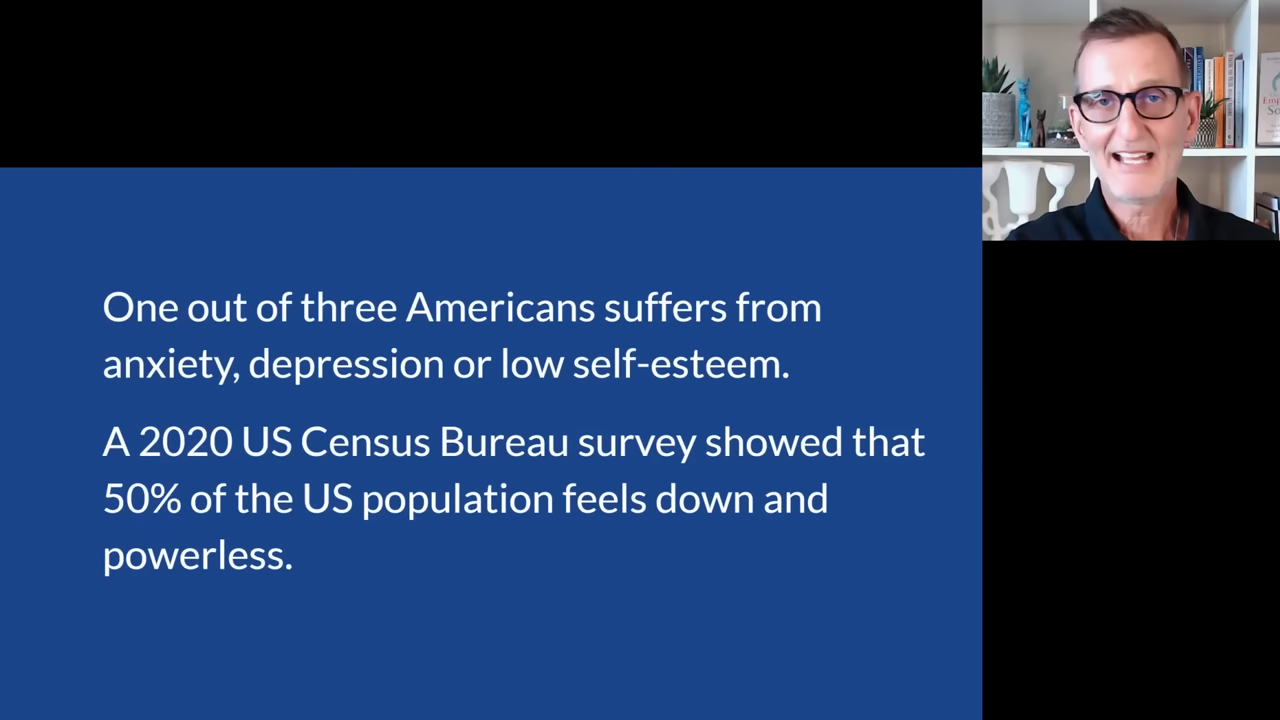 One out of three Americans suffers from
anxiety, depression or low self-esteem.
A 2020 US Census Bureau survey showed that
50% of the US population feels down and
powerless.